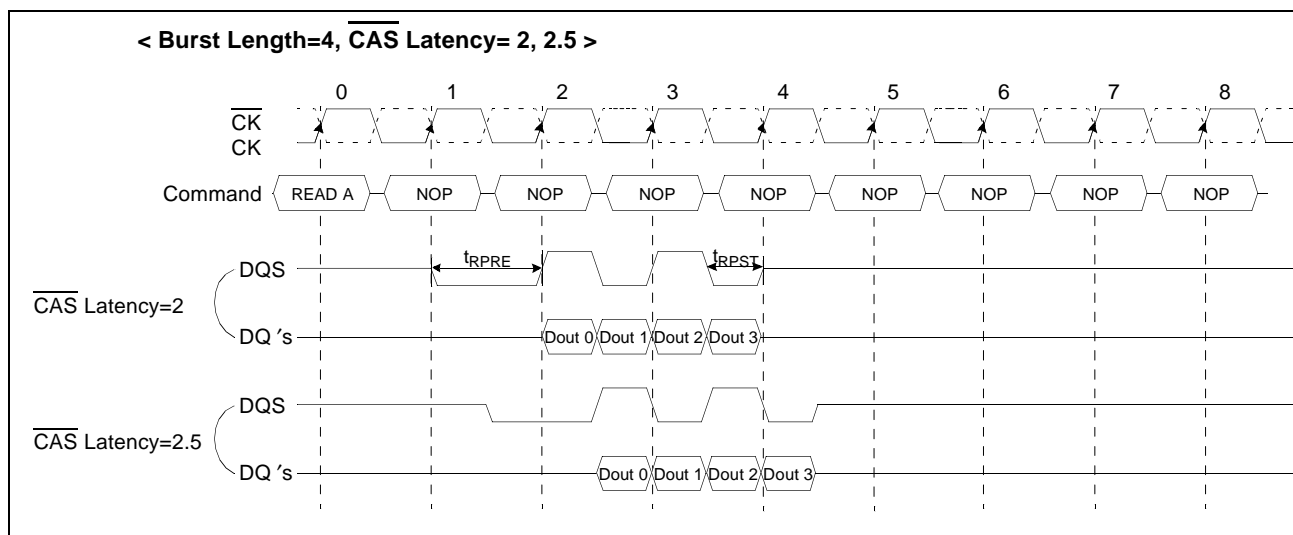 < Burst Length=4, CAS Latency= 2, 2.5 >
0 1 2 3 4 5 6 7 8
CK
CK
Command READ A NOP NOP NOP NOP NOP NOP NOP NOP
DQS tRPRE tRPST
CAS Latency=2
DQ ′s Dout 0 Dout 1 Dout 2 Dout 3
DQS
CAS Latency=2.5
DQ ′s Dout 0 Dout 1 Dout 2 Dout 3